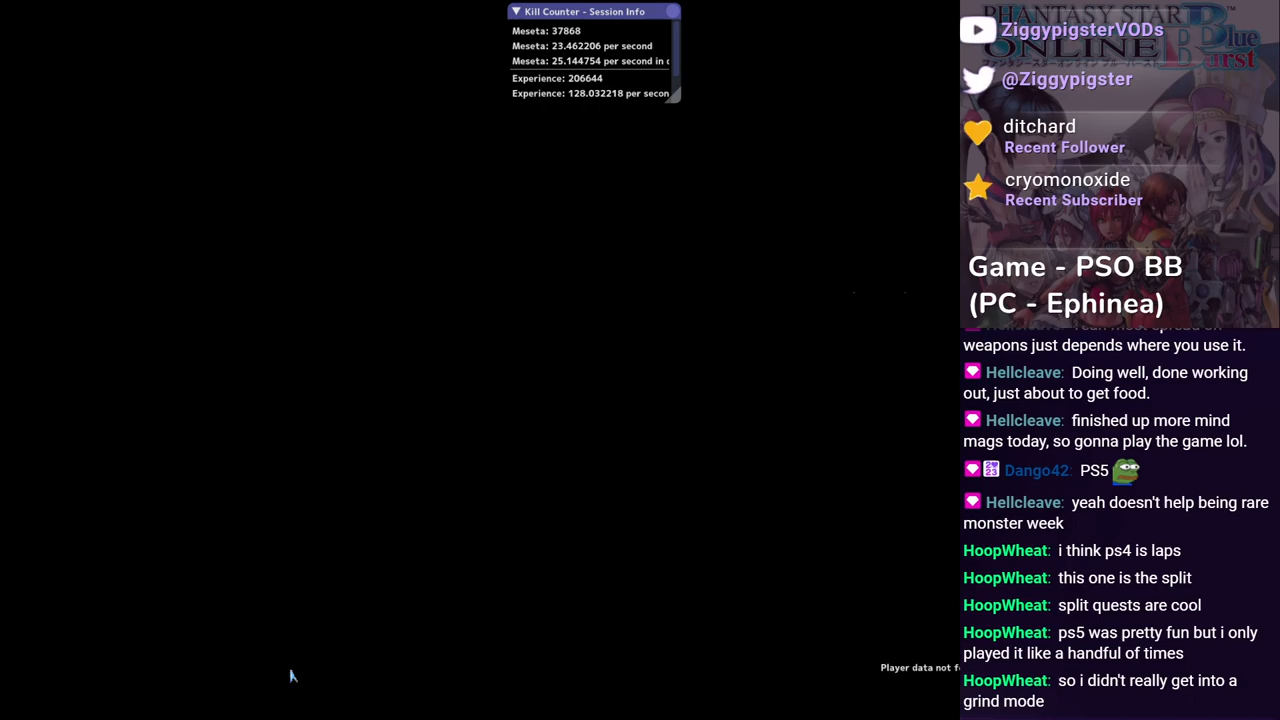 Kill Counter - Session Info
Meseta: 37868
Meseta: 23.462206 per second
Meseta: 25.144754 per second in
Experience: 206644
Experience: 128.032218 per secon
Player data not
PHANTASY STAR
ONLINE Blue Burst
ZiggypigsterVODs
@Ziggypigster
ditchard
Recent Follower
cryomonoxide
Recent Subscriber
Game - PSO BB
(PC - Ephinea)
weapons just depends where you use it.
Hellcleave: Doing well, done working
out, just about to get food.
Hellcleave: finished up more mind
mags today, so gonna play the game lol.
Dango42: PS5
Hellcleave: yeah doesn't help being rare
monster week
HoopWheat: i think ps4 is laps
HoopWheat: this one is the split
HoopWheat: split quests are cool
HoopWheat: ps5 was pretty fun but i only
played it like a handful of times
HoopWheat: so i didn't really get into a
grind mode